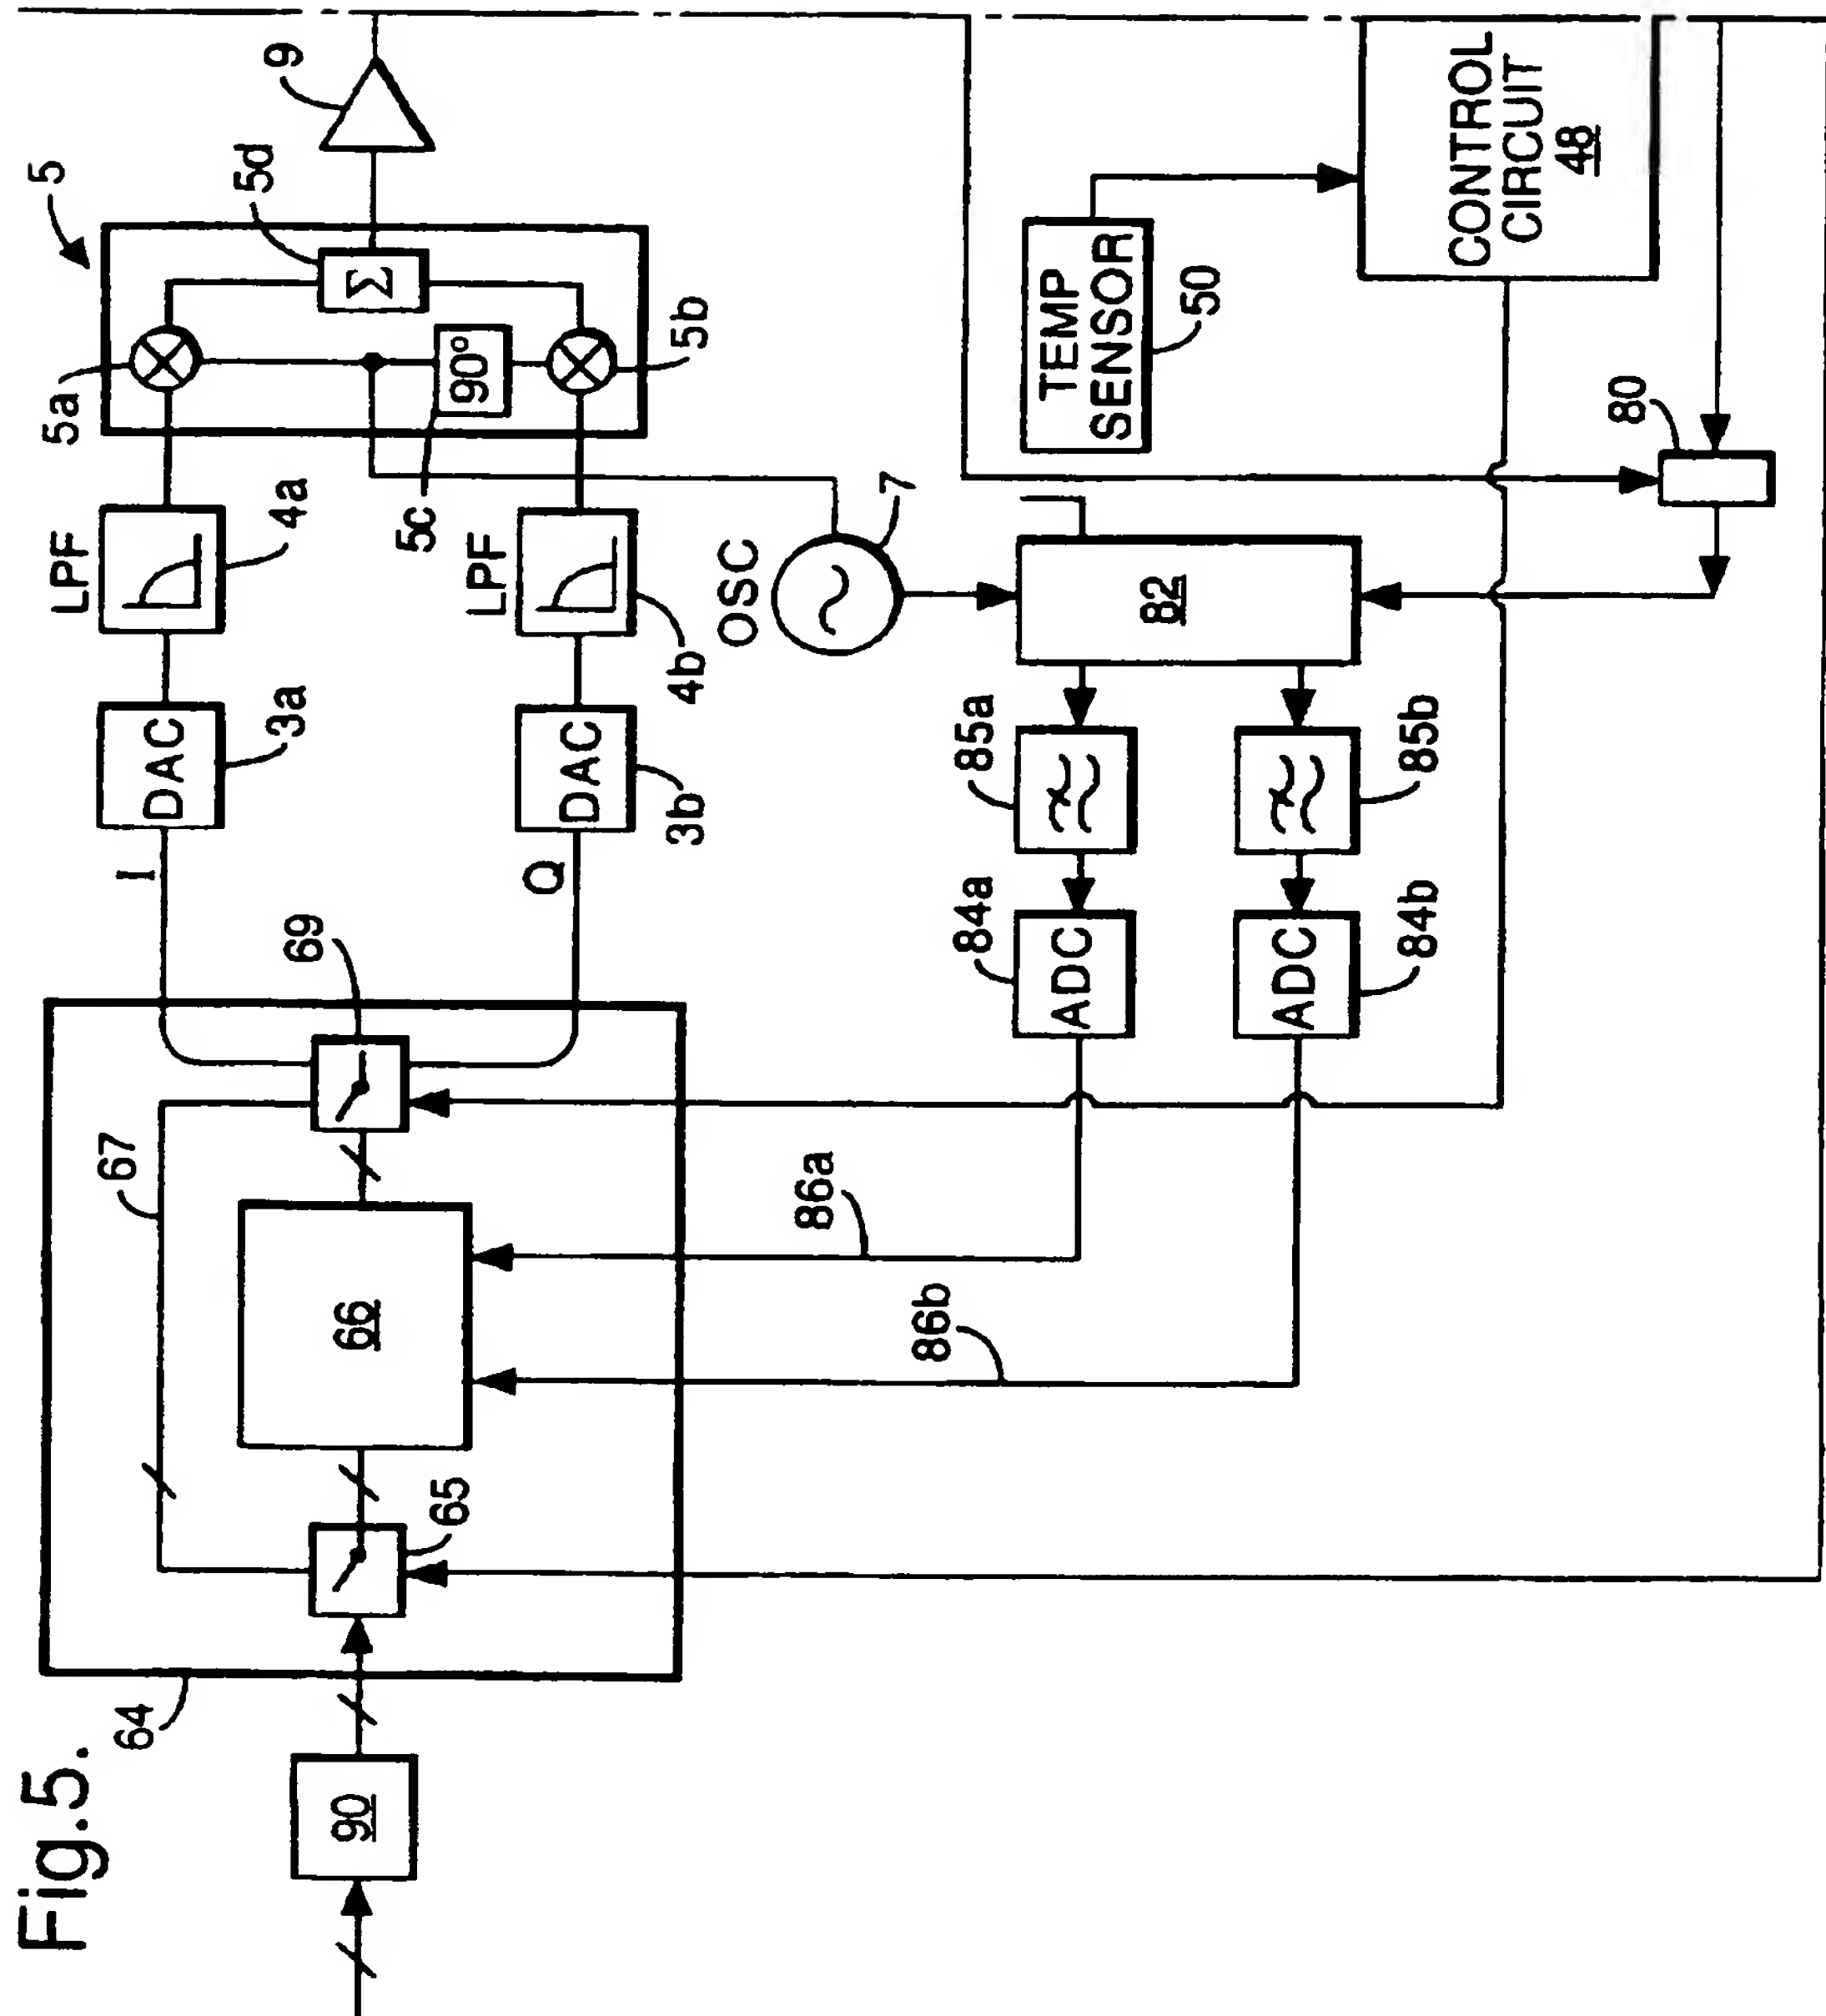 Fig.5.
90
64
65
66
67
69
I
Q
DAC
3a
DAC
3b
LPF
4a
LPF
4b
5
5a
5b
5c
5d
90°
Σ
9
OSC
7
86a
86b
84a
ADC
84b
ADC
85a
85b
82
80
TEMP
SENSOR
50
CONTROL
CIRCUIT
48